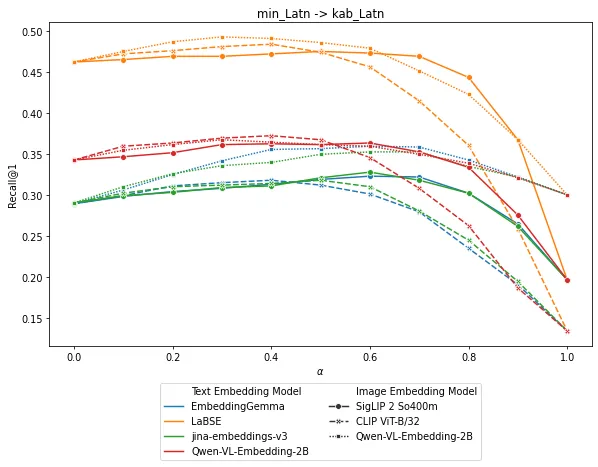 min_Latn -> kab_Latn
Recall@1
0.50
0.45
0.40
0.35
0.30
0.25
0.20
0.15
0.0 0.2 0.4 0.6 0.8 1.0
α
Text Embedding Model Image Embedding Model
EmbeddingGemma SigLIP 2 So400m
LaBSE CLIP ViT-B/32
jina-embeddings-v3 Qwen-VL-Embedding-2B
Qwen-VL-Embedding-2B